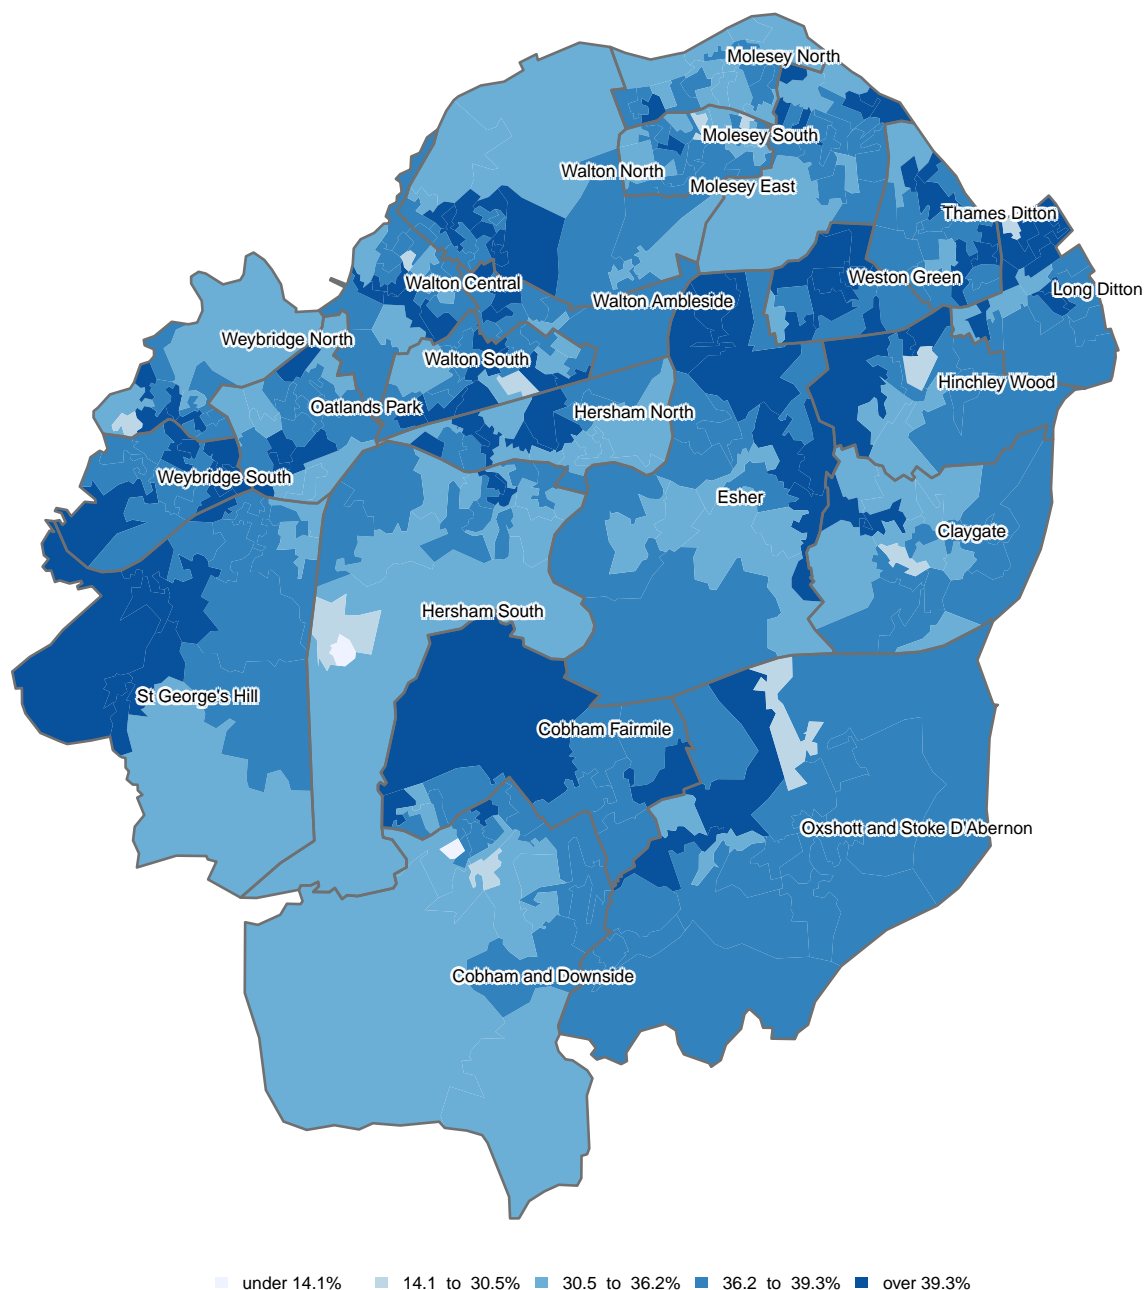 Molesey North
Molesey South
Walton North
Molesey East
Thames Ditton
Weston Green
Walton Central
Long Ditton
Walton Ambleside
Weybridge North
Walton South
Hinchley Wood
Oatlands Park
Hersham North
Weybridge South
Esher
Claygate
Hersham South
St George's Hill
Cobham Fairmile
Oxshott and Stoke D'Abernon
Cobham and Downside
under 14.1% 14.1 to 30.5% 30.5 to 36.2% 36.2 to 39.3% over 39.3%